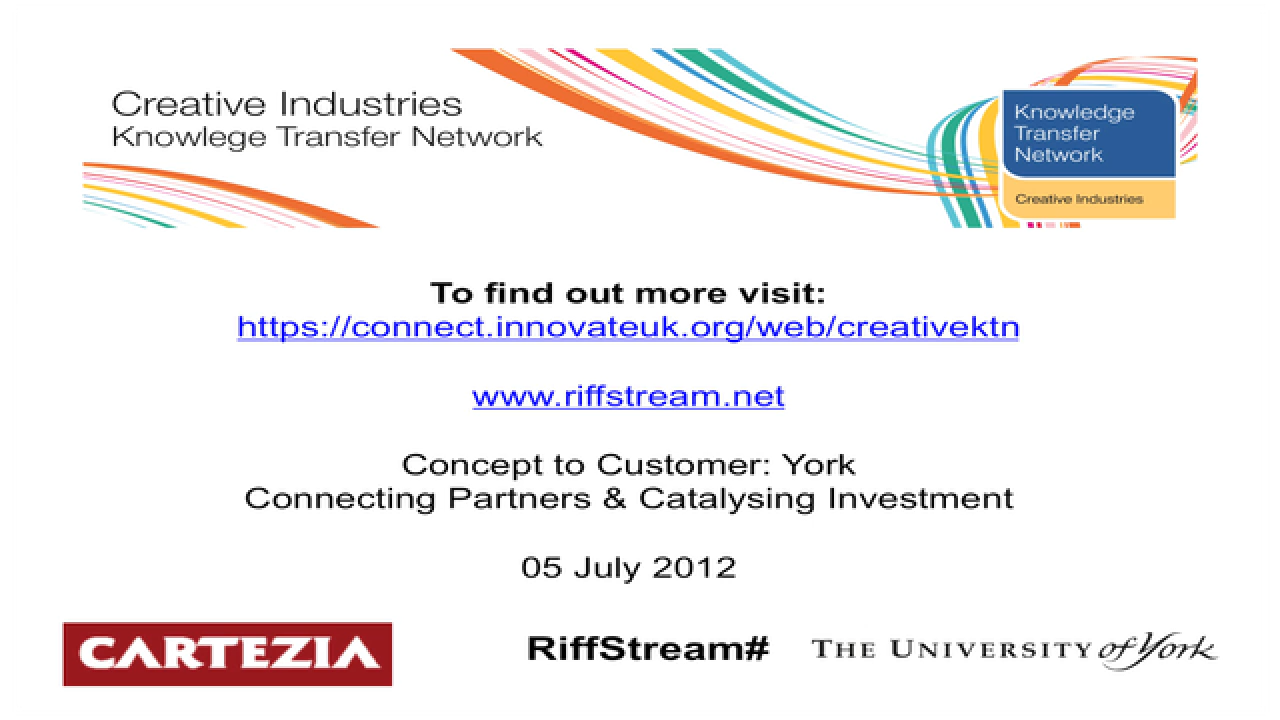 Creative Industries
Knowlege Transfer Network
Knowledge
Transfer
Network
Creative Industries
To find out more visit:
https://connect.innovateuk.org/web/creativektn
www.riffstream.net
Concept to Customer: York
Connecting Partners & Catalysing Investment
05 July 2012
CARTEZIA
RiffStream#
THE UNIVERSITY of York